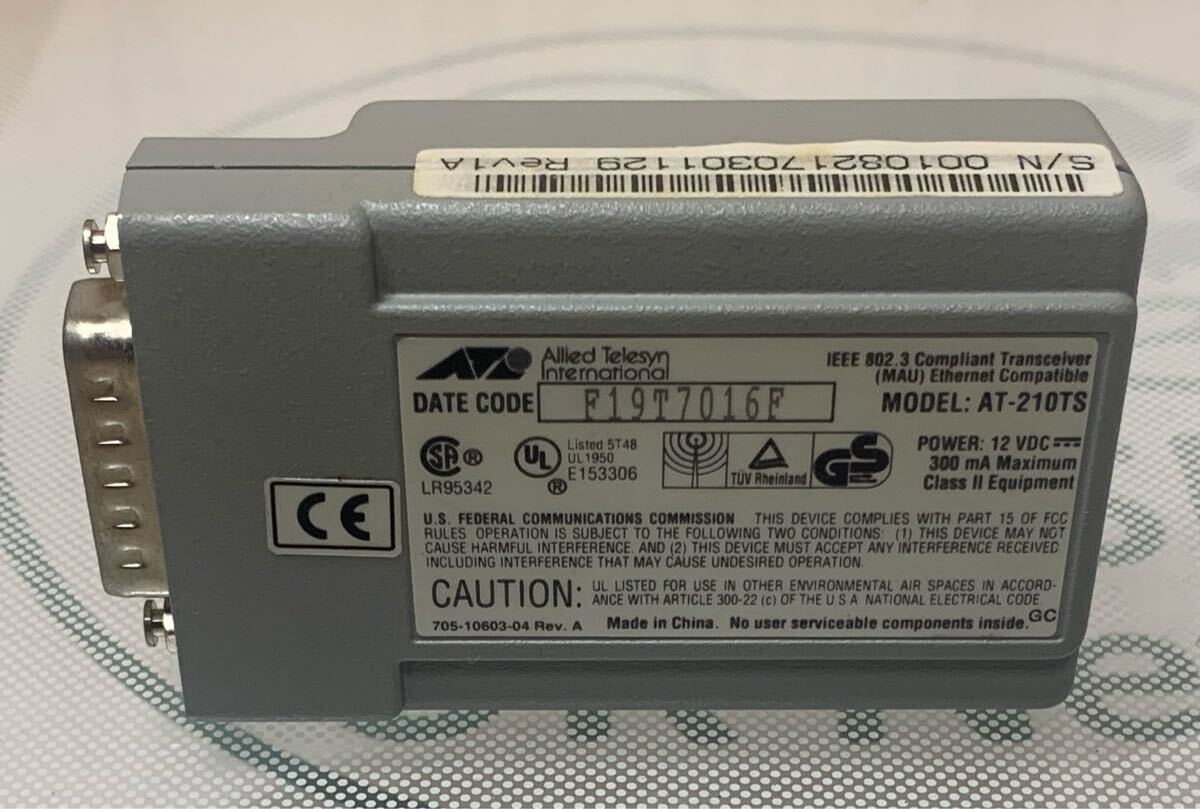 S/N 001082170301129 Rev1A
Allied Telesyn
International
IEEE 802.3 Compliant Transceiver
(MAU) Ethernet Compatible
DATE CODE F19T7016F
MODEL: AT-210TS
SA ®
LR95342
UL ®
Listed 5T48
UL1950
E153306
TÜV Rheinland
GS
POWER: 12 VDC
300 mA Maximum
Class II Equipment
CE
U.S. FEDERAL COMMUNICATIONS COMMISSION THIS DEVICE COMPLIES WITH PART 15 OF FCC
RULES OPERATION IS SUBJECT TO THE FOLLOWING TWO CONDITIONS: (1) THIS DEVICE MAY NOT
CAUSE HARMFUL INTERFERENCE. AND (2) THIS DEVICE MUST ACCEPT ANY INTERFERENCE RECEIVED
INCLUDING INTERFERENCE THAT MAY CAUSE UNDESIRED OPERATION.
CAUTION: UL LISTED FOR USE IN OTHER ENVIRONMENTAL AIR SPACES IN ACCORD-
ANCE WITH ARTICLE 300-22 (c) OF THE U S A NATIONAL ELECTRICAL CODE.
705-10603-04 Rev. A Made in China. No user serviceable components inside. GC